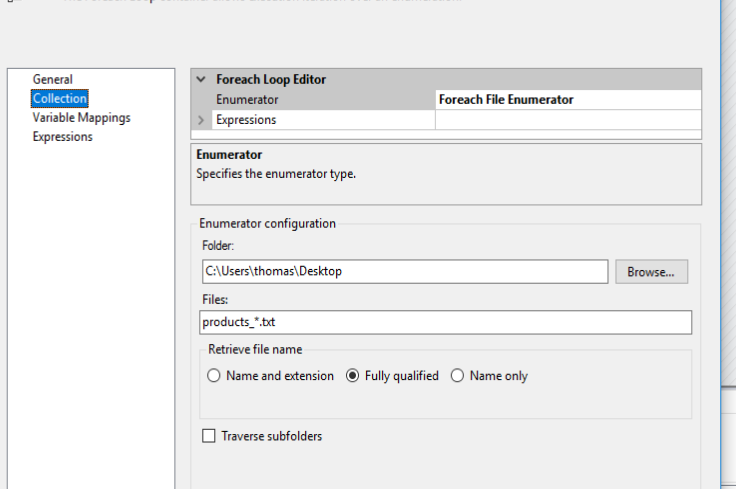 General
Collection
Variable Mappings
Expressions
Foreach Loop Editor
Enumerator Foreach File Enumerator
Expressions
Enumerator
Specifies the enumerator type.
Enumerator configuration
Folder:
C:\Users\thomas\Desktop
Browse...
Files:
products_*.txt
Retrieve file name
Name and extension Fully qualified Name only
Traverse subfolders